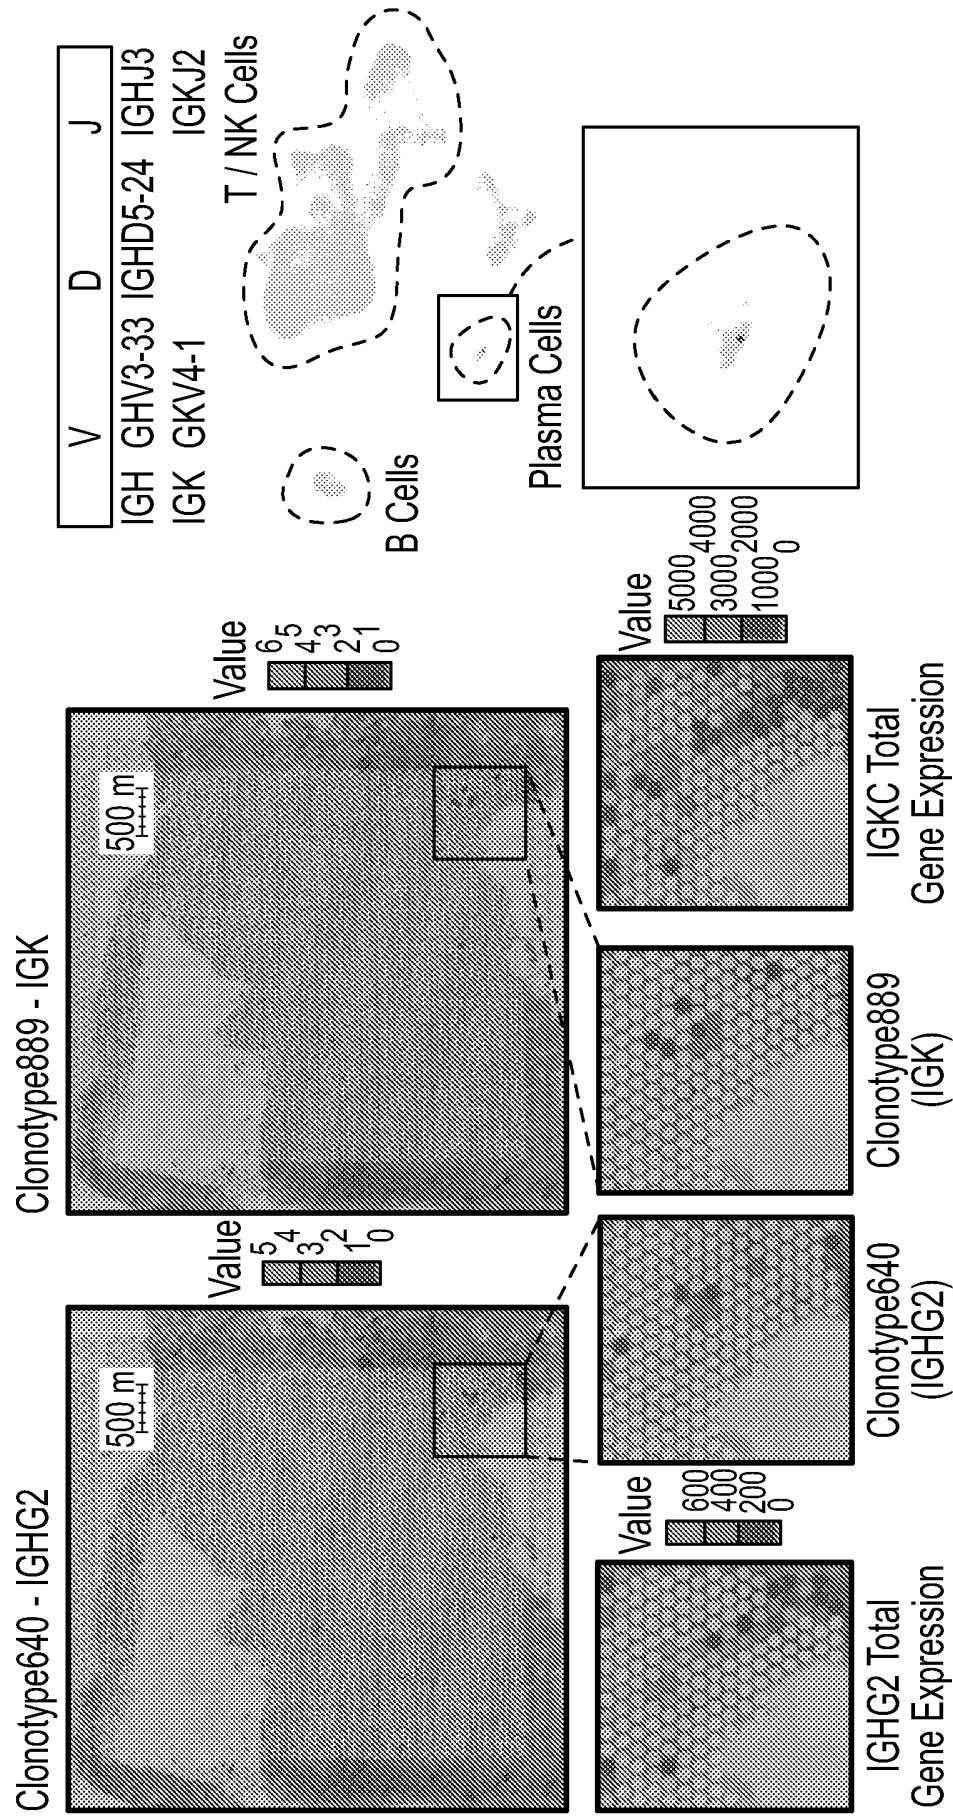 Clonotype640 - IGHG2
500 m
Value
5
4
3
2
1
0
Clonotype889 - IGK
500 m
Value
6
5
4
3
2
1
0
V D J
IGH GHV3-33 IGHD5-24 IGHJ3
IGK GKV4-1 IGKJ2
T / NK Cells
B Cells
Plasma Cells
IGHG2 Total
Gene Expression
Value
600
400
200
0
Clonotype640
(IGHG2)
Clonotype889
(IGK)
IGKC Total
Gene Expression
Value
5000
4000
3000
2000
1000
0